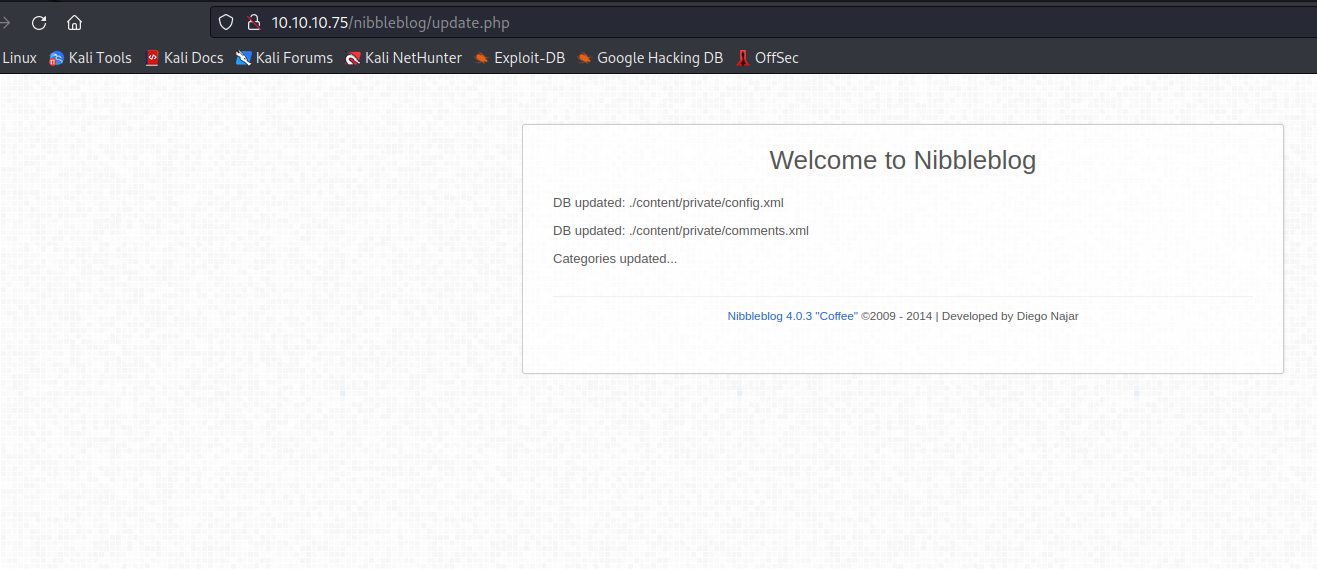 10.10.10.75/nibbleblog/update.php
Linux Kali Tools Kali Docs Kali Forums Kali NetHunter Exploit-DB Google Hacking DB OffSec
Welcome to Nibbleblog
DB updated: ./content/private/config.xml
DB updated: ./content/private/comments.xml
Categories updated...
Nibbleblog 4.0.3 "Coffee" ©2009 - 2014 | Developed by Diego Najar